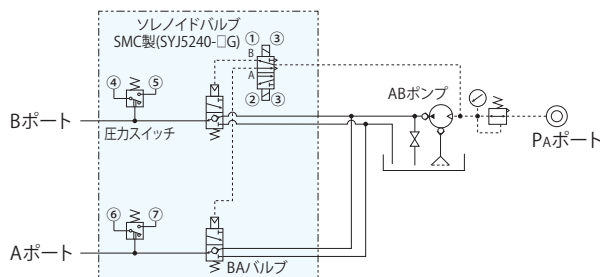 ソレノイドバルブ
SMC製(SYJ5240-□G)
① ③
B
A
② ③
④ ⑤
Bポート
圧力スイッチ
ABポンプ
PAポート
⑥ ⑦
Aポート
BAバルブ